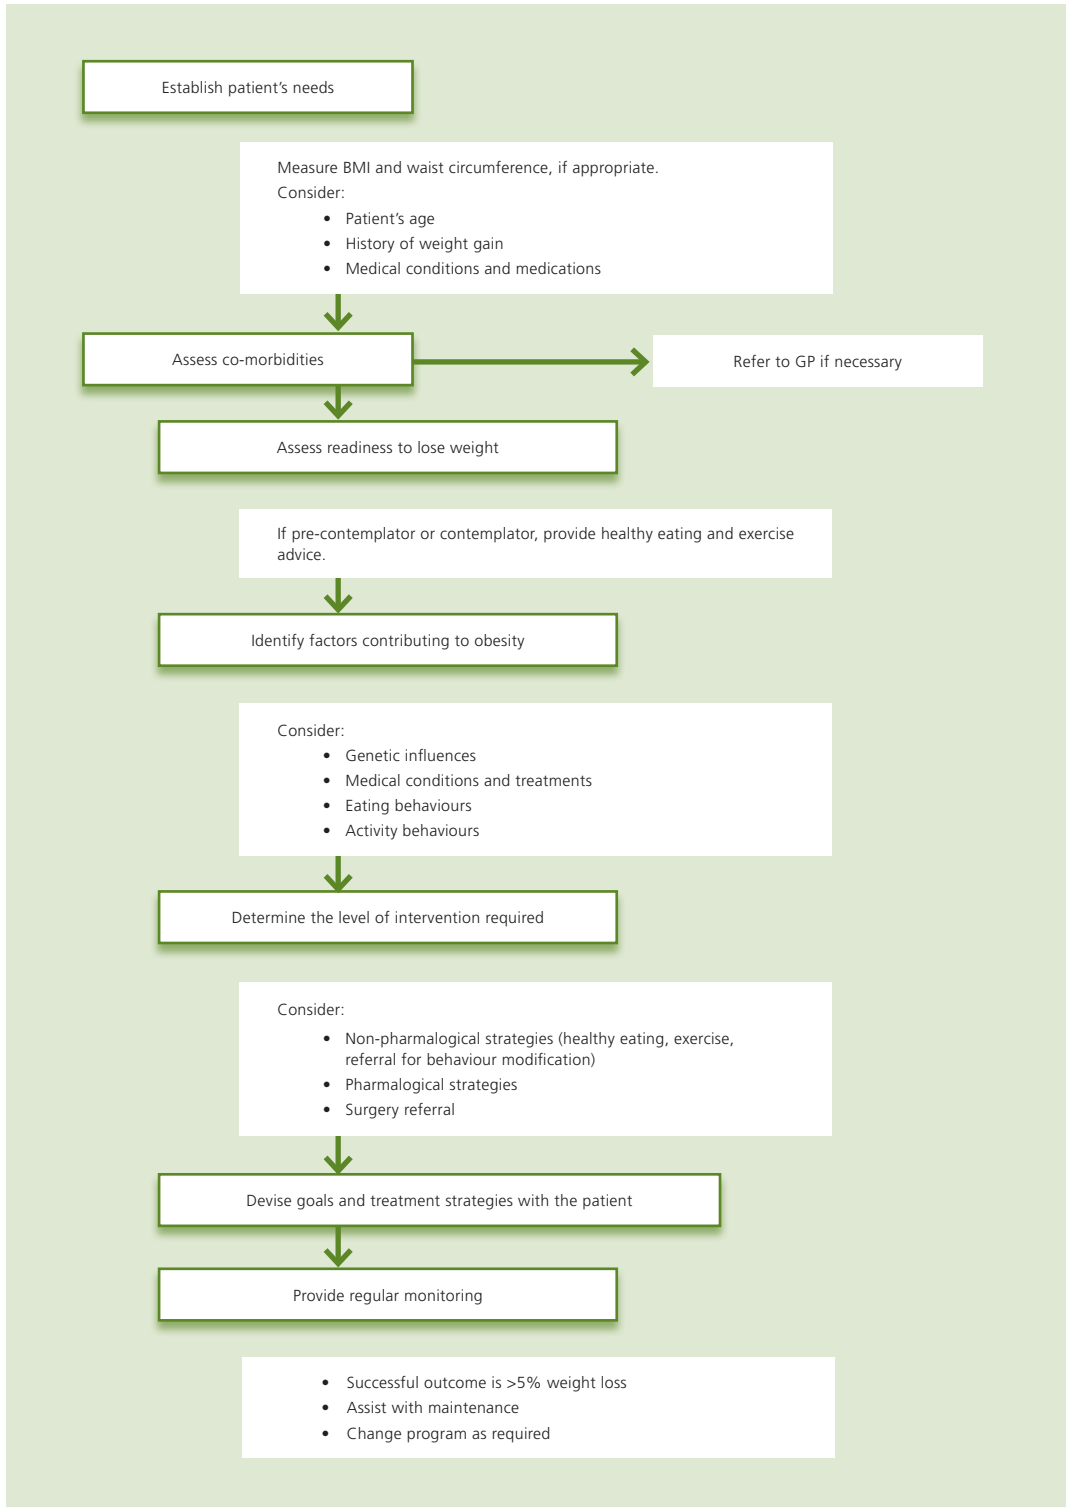 Establish patient's needs
Measure BMI and waist circumference, if appropriate.
Consider:
• Patient's age
• History of weight gain
• Medical conditions and medications
Assess co-morbidities
Refer to GP if necessary
Assess readiness to lose weight
If pre-contemplator or contemplator, provide healthy eating and exercise
advice.
Identify factors contributing to obesity
Consider:
• Genetic influences
• Medical conditions and treatments
• Eating behaviours
• Activity behaviours
Determine the level of intervention required
Consider:
• Non-pharmalogical strategies (healthy eating, exercise,
referral for behaviour modification)
• Pharmalogical strategies
• Surgery referral
Devise goals and treatment strategies with the patient
Provide regular monitoring
• Successful outcome is >5% weight loss
• Assist with maintenance
• Change program as required